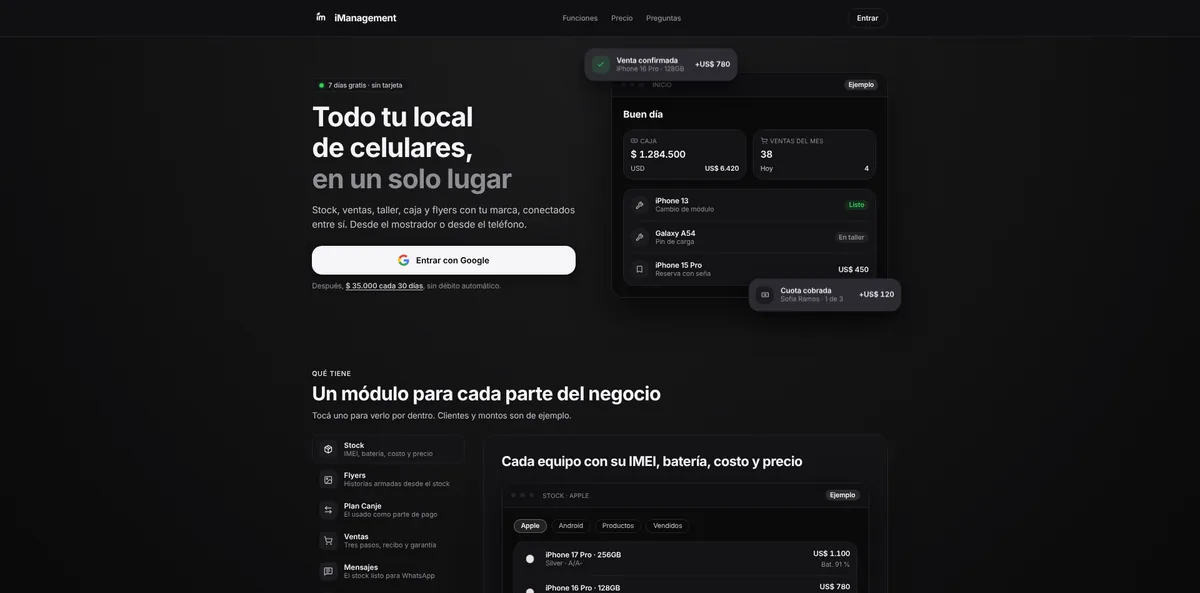 im iManagement
Funciones Precio Preguntas
Entrar
7 días gratis · sin tarjeta
Todo tu local
de celulares,
en un solo lugar
Stock, ventas, taller, caja y flyers con tu marca, conectados
entre sí. Desde el mostrador o desde el teléfono.
Entrar con Google
Después, $ 35.000 cada 30 días, sin débito automático.
Venta confirmada
iPhone 16 Pro · 128GB
+US$ 780
INICIO
Ejemplo
Buen día
CAJA
$ 1.284.500
USD US$ 6.420
VENTAS DEL MES
38
Hoy 4
iPhone 13
Cambio de módulo
Listo
Galaxy A54
Pin de carga
En taller
iPhone 15 Pro
Reserva con seña
US$ 450
Cuota cobrada
Sofía Ramos · 1 de 3
+US$ 120
QUÉ TIENE
Un módulo para cada parte del negocio
Tocá uno para verlo por dentro. Clientes y montos son de ejemplo.
Stock
IMEI, batería, costo y precio
Flyers
Historias armadas desde el stock
Plan Canje
El usado como parte de pago
Ventas
Tres pasos, recibo y garantía
Mensajes
El stock listo para WhatsApp
Cada equipo con su IMEI, batería, costo y precio
STOCK · APPLE
Ejemplo
Apple Android Productos Vendidos
iPhone 17 Pro · 256GB
Silver · A/A-
US$ 1.100
Bat. 91 %
iPhone 16 Pro · 128GB
US$ 780